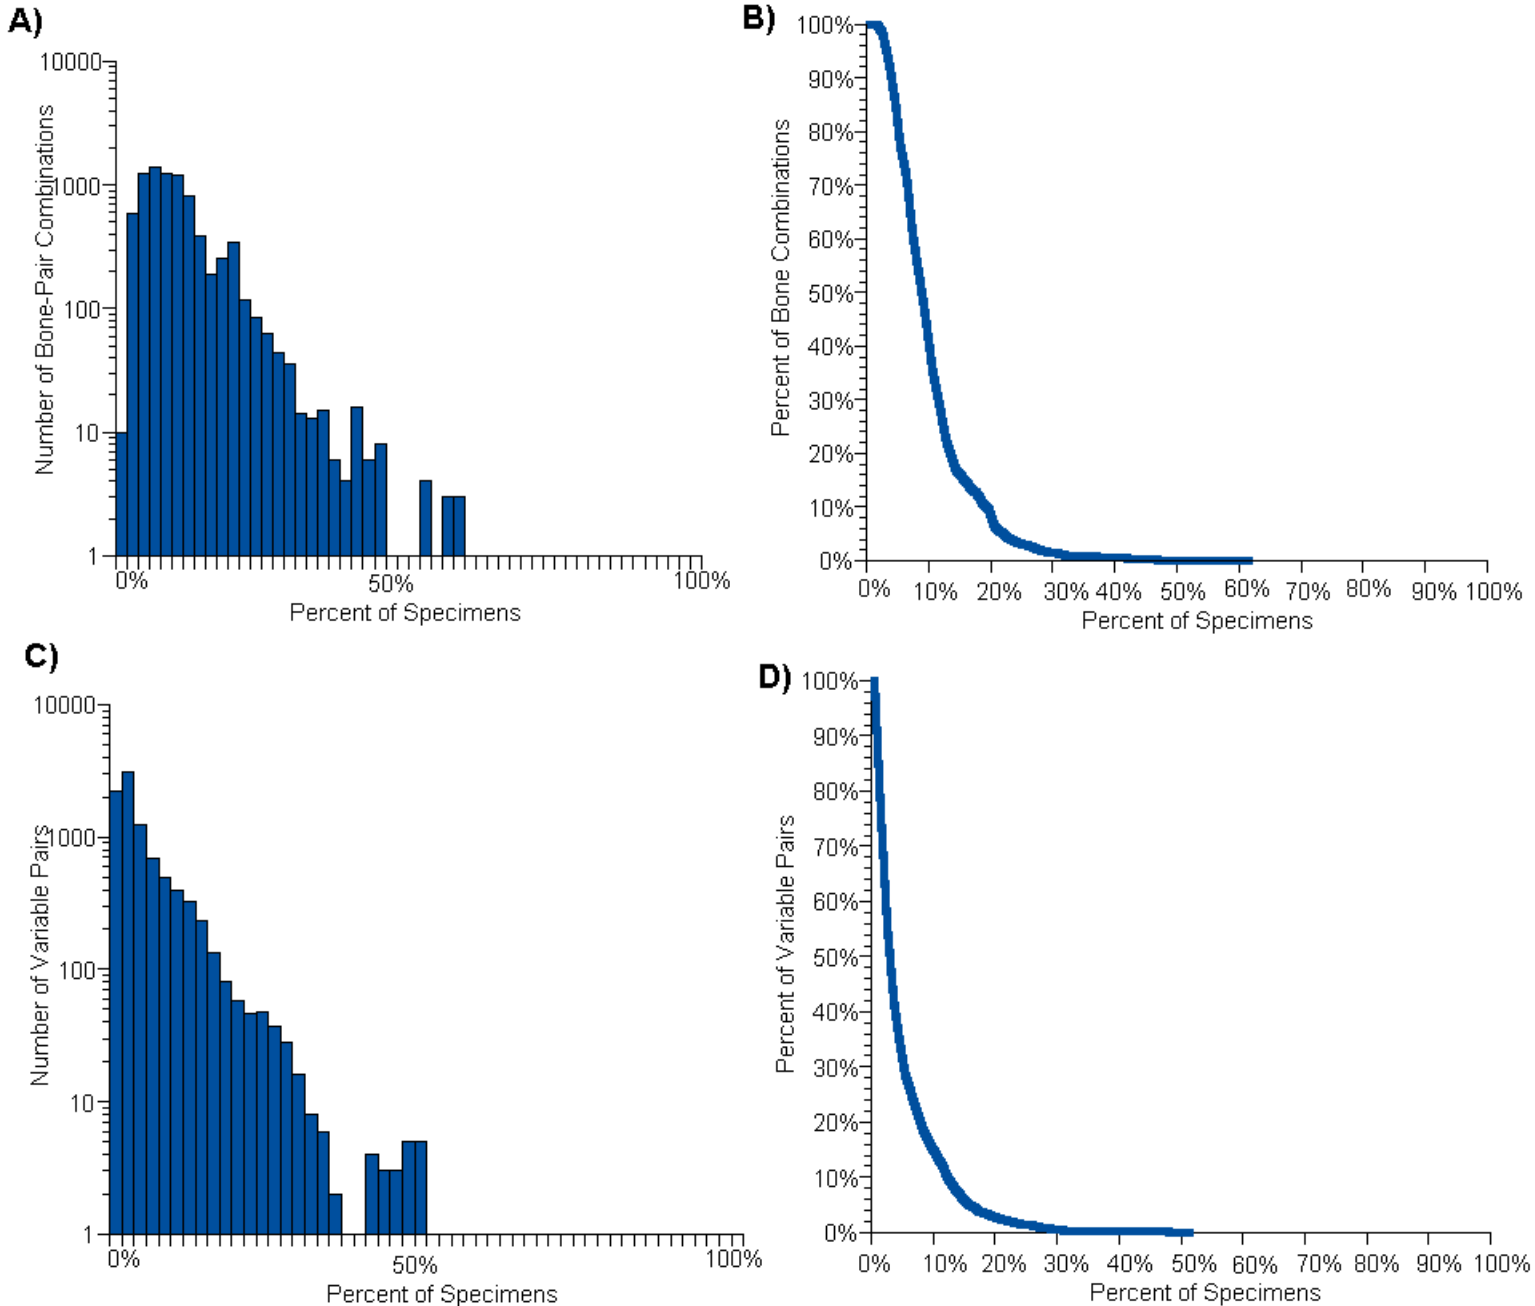 A)
10000
1000
100
10
1
Number of Bone-Pair Combinations
0% 50% 100%
Percent of Specimens
B)
100%
90%
80%
70%
60%
50%
40%
30%
20%
10%
0%
Percent of Bone Combinations
0% 10% 20% 30% 40% 50% 60% 70% 80% 90% 100%
Percent of Specimens
C)
10000
1000
100
10
1
Number of Variable Pairs
0% 50% 100%
Percent of Specimens
D)
100%
90%
80%
70%
60%
50%
40%
30%
20%
10%
0%
Percent of Variable Pairs
0% 10% 20% 30% 40% 50% 60% 70% 80% 90% 100%
Percent of Specimens